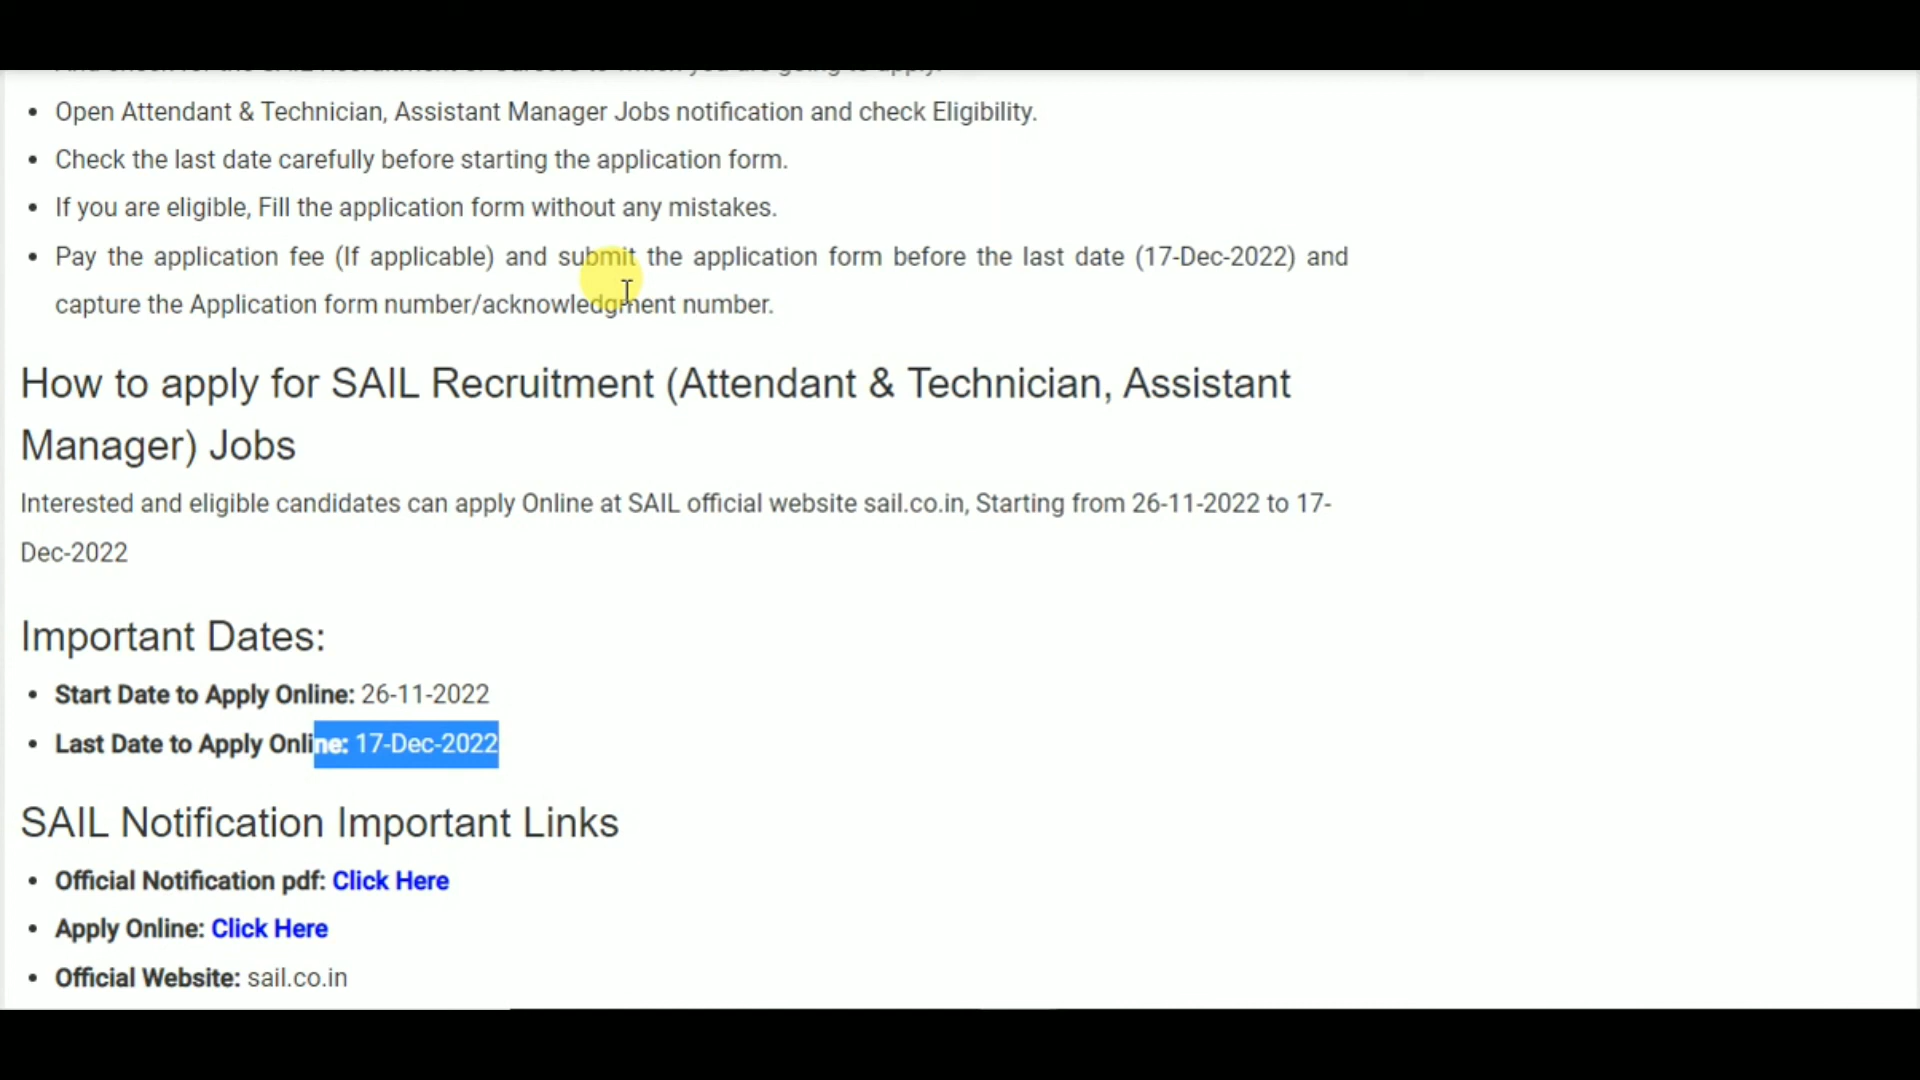 • Open Attendant & Technician, Assistant Manager Jobs notification and check Eligibility.
• Check the last date carefully before starting the application form.
• If you are eligible, Fill the application form without any mistakes.
• Pay the application fee (If applicable) and submit the application form before the last date (17-Dec-2022) and
capture the Application form number/acknowledgment number.
How to apply for SAIL Recruitment (Attendant & Technician, Assistant
Manager) Jobs
Interested and eligible candidates can apply Online at SAIL official website sail.co.in, Starting from 26-11-2022 to 17-
Dec-2022
Important Dates:
• Start Date to Apply Online: 26-11-2022
• Last Date to Apply Online: 17-Dec-2022
SAIL Notification Important Links
• Official Notification pdf: Click Here
• Apply Online: Click Here
• Official Website: sail.co.in